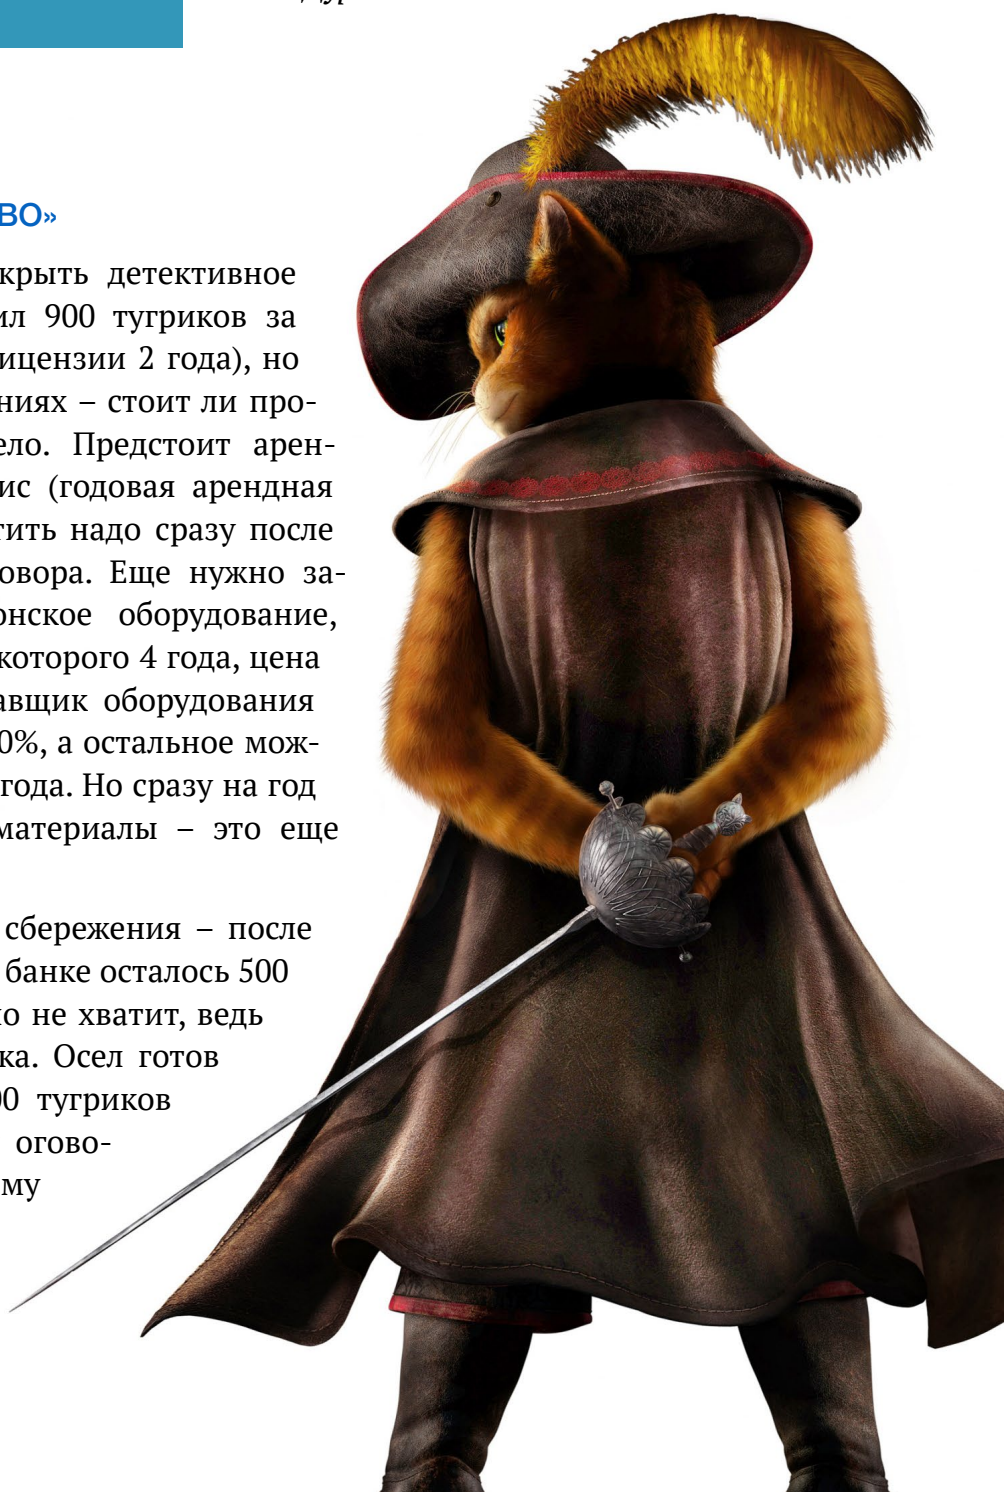 ВО»
крыть детективное
ил 900 тугриков за
ицензии 2 года), но
ниях – стоит ли про-
ело. Предстоит арен-
ис (годовая арендная
тить надо сразу после
овора. Еще нужно за-
онское оборудование,
которого 4 года, цена
авщик оборудования
0%, а остальное мож-
года. Но сразу на год
материалы – это еще
сбережения – после
банке осталось 500
о не хватит, ведь
ка. Осел готов
00 тугриков
огово-
му